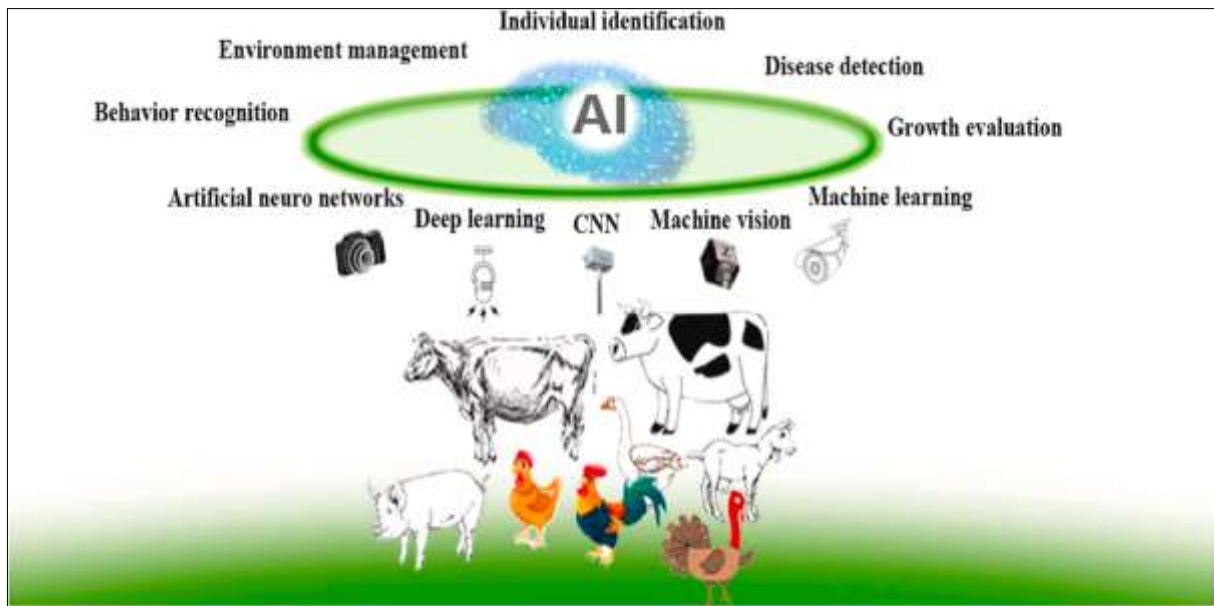 Individual identification
Environment management
Disease detection
Behavior recognition
AI
Growth evaluation
Artificial neuro networks
Deep learning
CNN
Machine vision
Machine learning